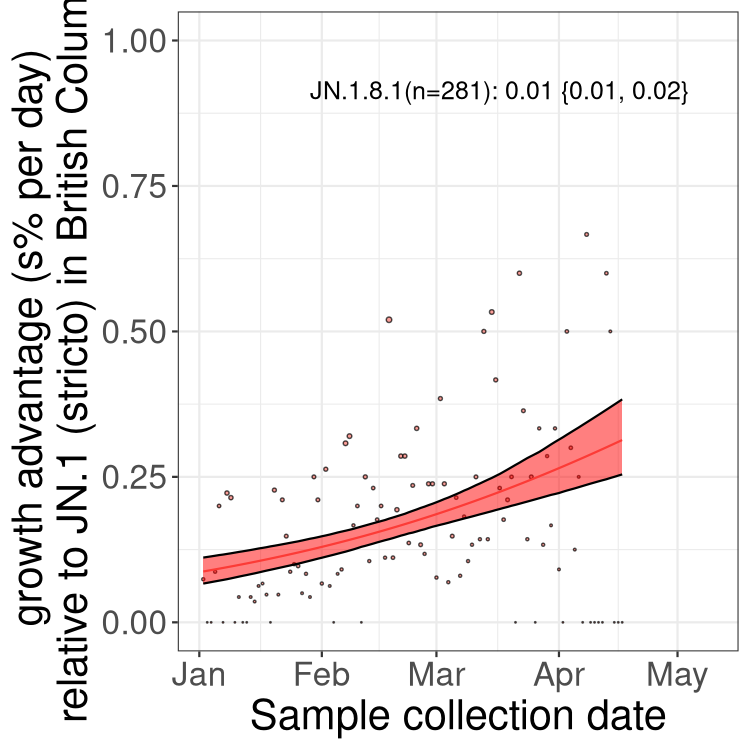 growth advantage (s% per day)
relative to JN.1 (stricto) in British Colum
1.00
0.75
0.50
0.25
0.00
JN.1.8.1(n=281): 0.01 {0.01, 0.02}
Jan Feb Mar Apr May
Sample collection date